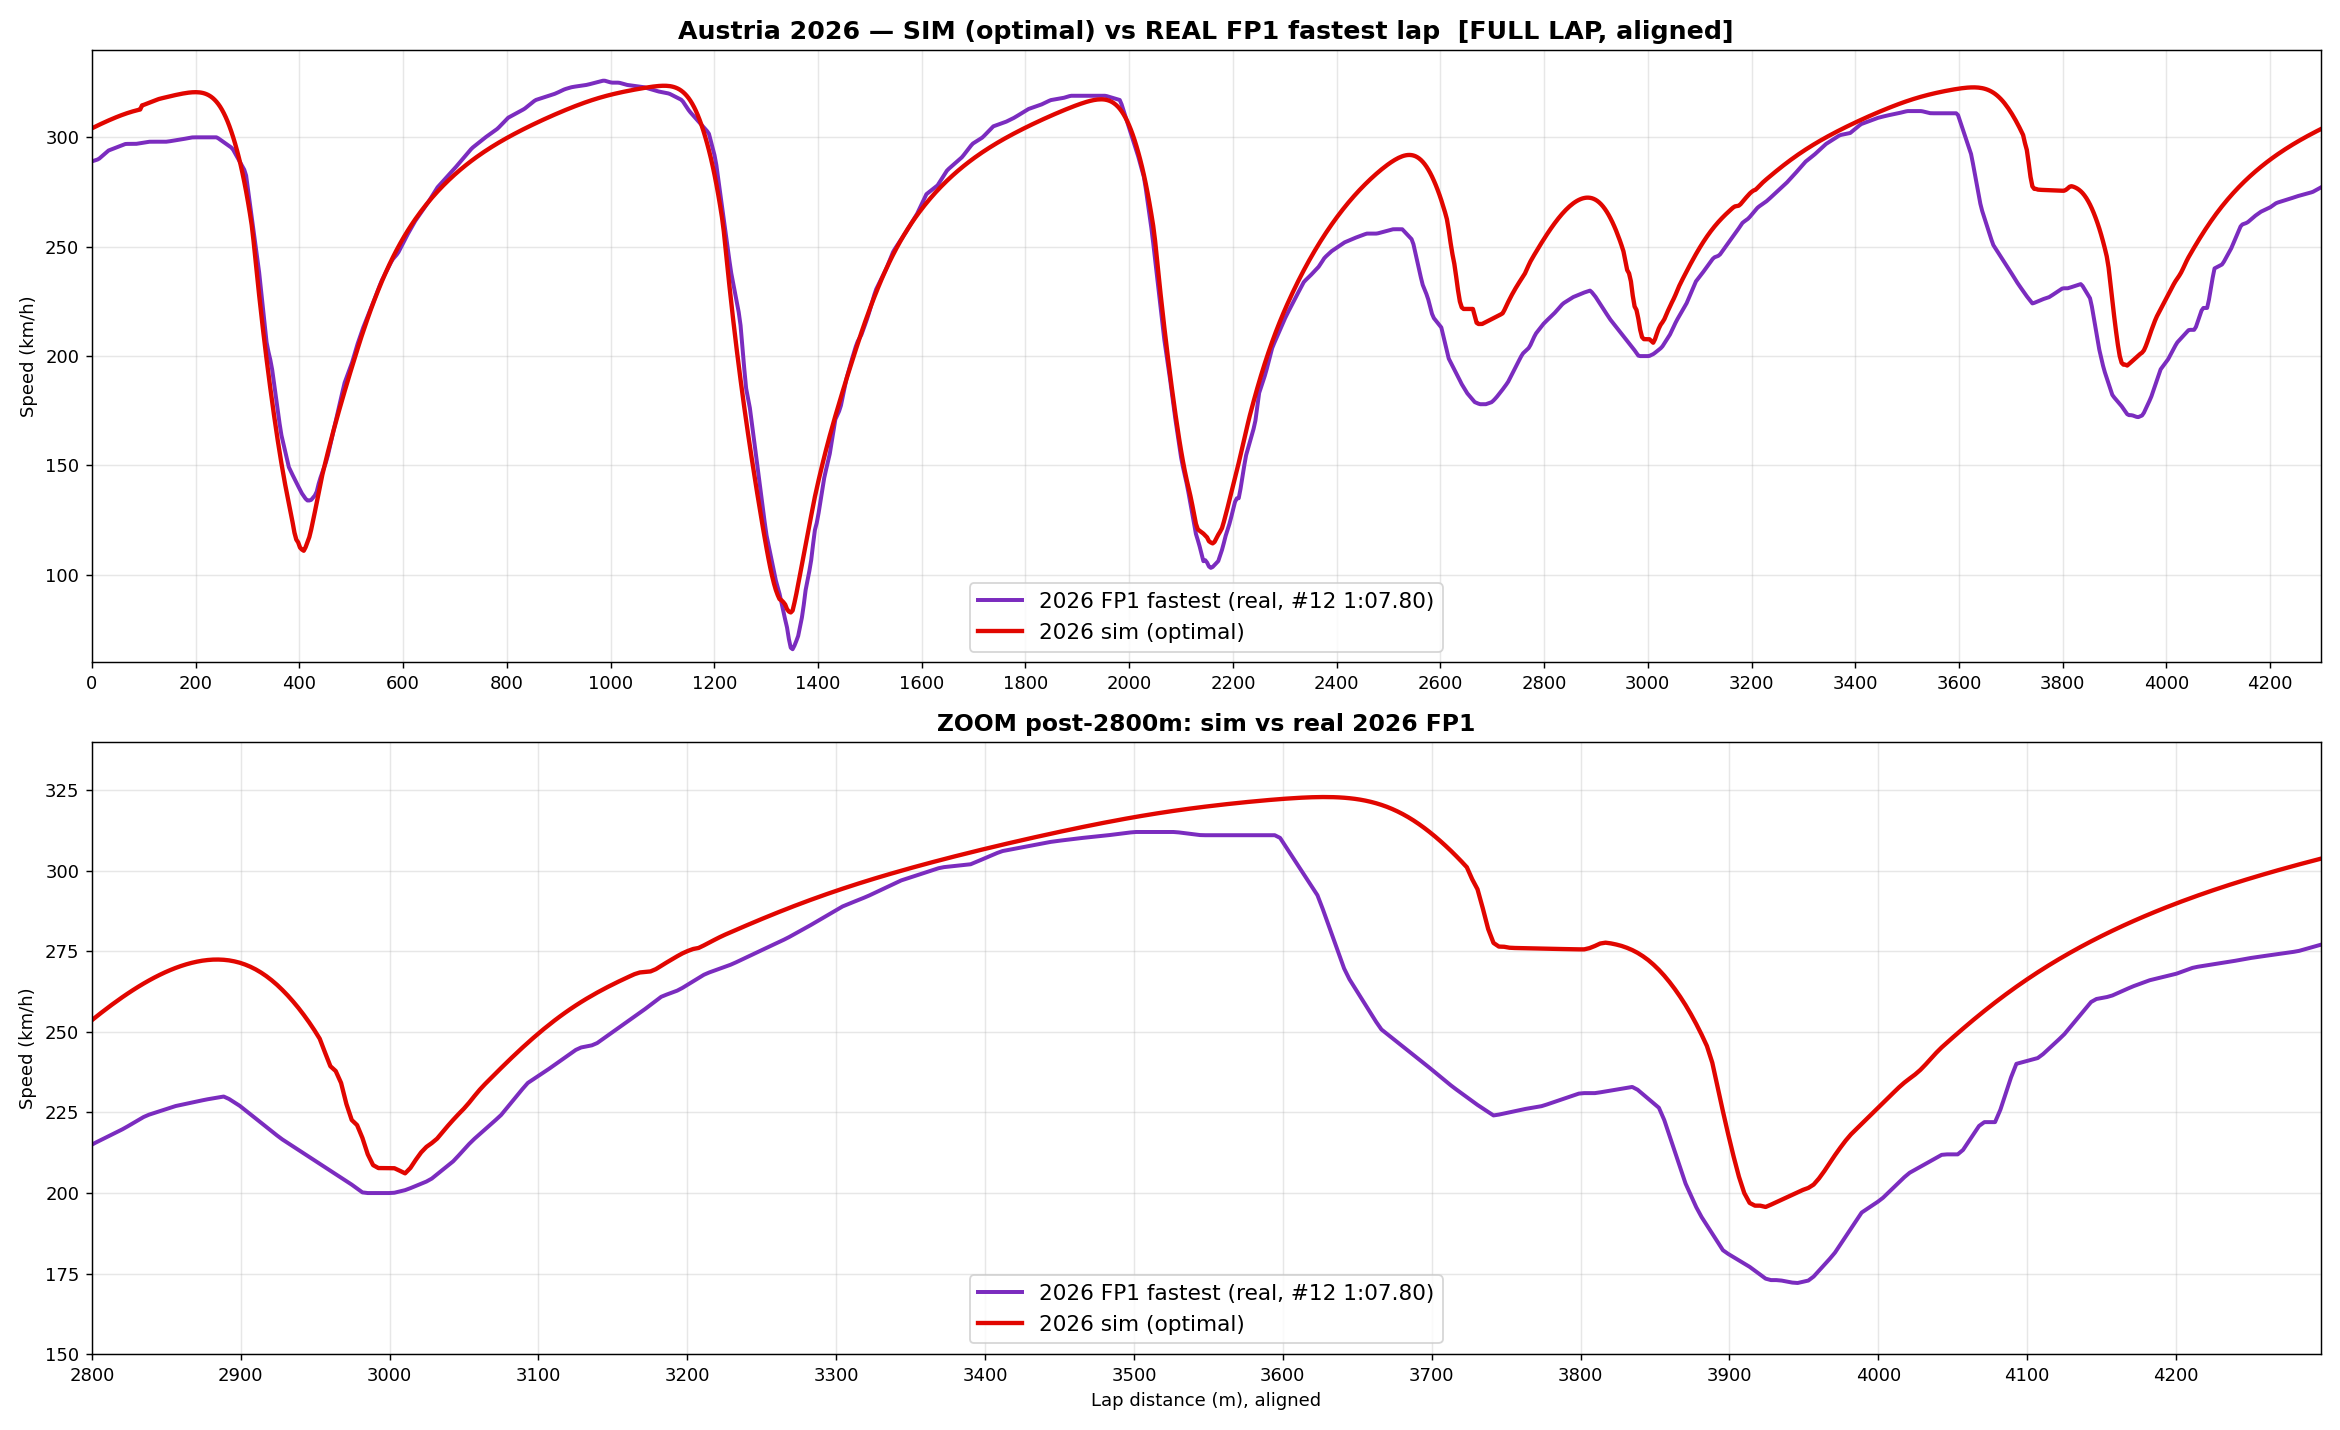 Austria 2026 — SIM (optimal) vs REAL FP1 fastest lap [FULL LAP, aligned]
Speed (km/h)
300
250
200
150
100
2026 FP1 fastest (real, #12 1:07.80)
2026 sim (optimal)
0 200 400 600 800 1000 1200 1400 1600 1800 2000 2200 2400 2600 2800 3000 3200 3400 3600 3800 4000 4200
ZOOM post-2800m: sim vs real 2026 FP1
Speed (km/h)
325
300
275
250
225
200
175
150
2026 FP1 fastest (real, #12 1:07.80)
2026 sim (optimal)
2800 2900 3000 3100 3200 3300 3400 3500 3600 3700 3800 3900 4000 4100 4200
Lap distance (m), aligned